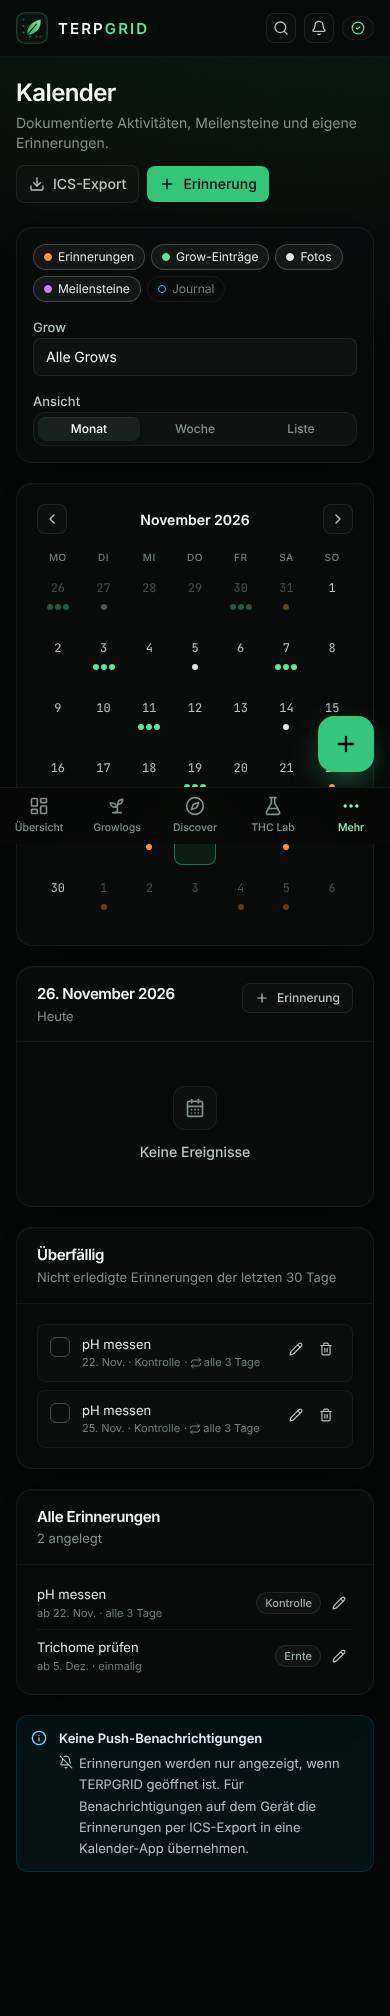 TERPGRID
Kalender
Dokumentierte Aktivitäten, Meilensteine und eigene
Erinnerungen.
ICS-Export
Erinnerung
Erinnerungen
Grow-Einträge
Fotos
Meilensteine
Journal
Grow
Alle Grows
Ansicht
Monat Woche Liste
November 2026
MO DI MI DO FR SA SO
26 27 28 29 30 31 1
2 3 4 5 6 7 8
9 10 11 12 13 14 15
16 17 18 19 20 21
Übersicht Growlogs Discover THC Lab Mehr
30 1 2 3 4 5 6
26. November 2026
Heute
Erinnerung
Keine Ereignisse
Überfällig
Nicht erledigte Erinnerungen der letzten 30 Tage
pH messen
22. Nov. · Kontrolle · alle 3 Tage
pH messen
25. Nov. · Kontrolle · alle 3 Tage
Alle Erinnerungen
2 angelegt
pH messen
ab 22. Nov. · alle 3 Tage
Kontrolle
Trichome prüfen
ab 5. Dez. · einmalig
Ernte
Keine Push-Benachrichtigungen
Erinnerungen werden nur angezeigt, wenn
TERPGRID geöffnet ist. Für
Benachrichtigungen auf dem Gerät die
Erinnerungen per ICS-Export in eine
Kalender-App übernehmen.